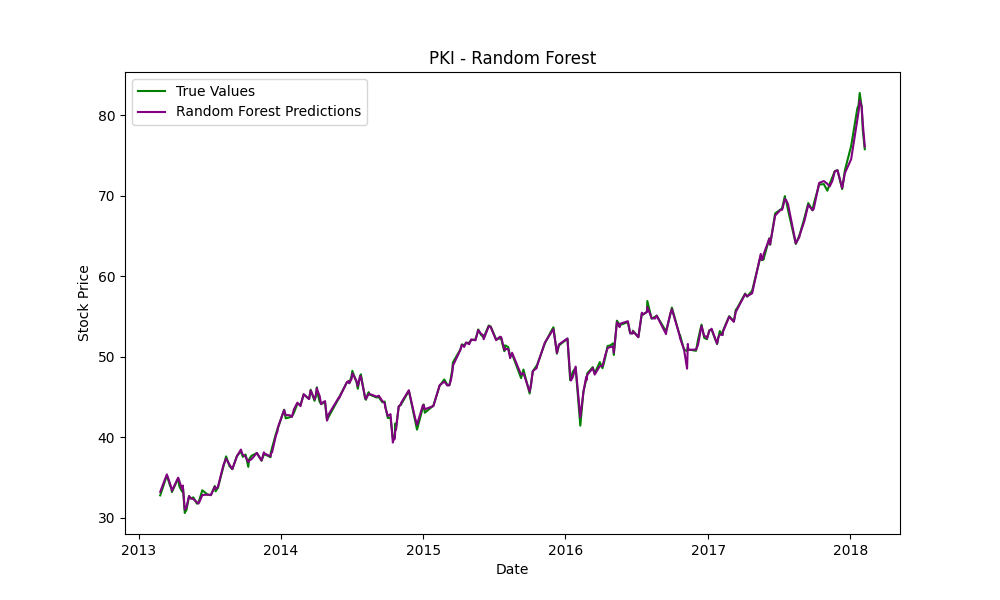 PKI - Random Forest
True Values
Random Forest Predictions
Stock Price
80
70
60
50
40
30
2013 2014 2015 2016 2017 2018
Date